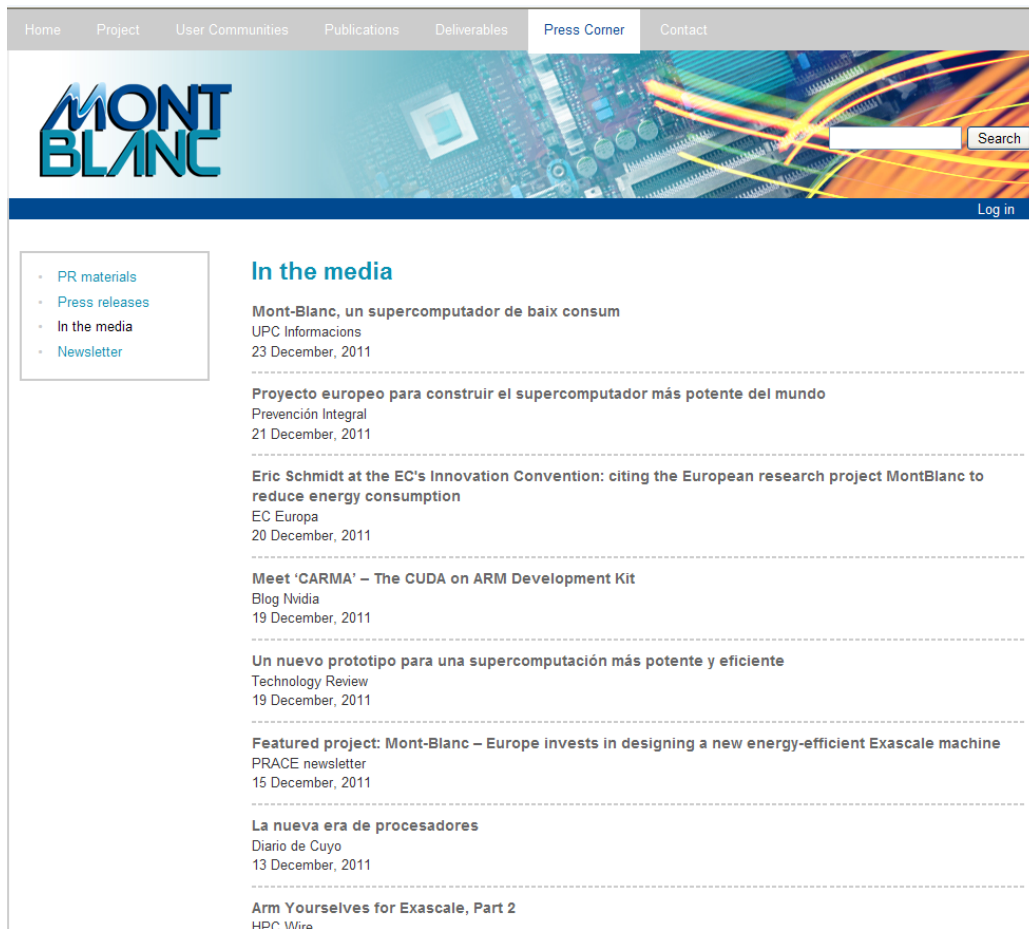 Home Project User Communities Publications Deliverables Press Corner Contact
MONT
BLANC
Search
Log in
PR materials
Press releases
In the media
Newsletter
In the media
Mont-Blanc, un supercomputador de baix consum
UPC Informacions
23 December, 2011
Proyecto europeo para construir el supercomputador más potente del mundo
Prevención Integral
21 December, 2011
Eric Schmidt at the EC's Innovation Convention: citing the European research project MontBlanc to
reduce energy consumption
EC Europa
20 December, 2011
Meet ‘CARMA’ – The CUDA on ARM Development Kit
Blog Nvidia
19 December, 2011
Un nuevo prototipo para una supercomputación más potente y eficiente
Technology Review
19 December, 2011
Featured project: Mont-Blanc – Europe invests in designing a new energy-efficient Exascale machine
PRACE newsletter
15 December, 2011
La nueva era de procesadores
Diario de Cuyo
13 December, 2011
Arm Yourselves for Exascale, Part 2
HPC Wire